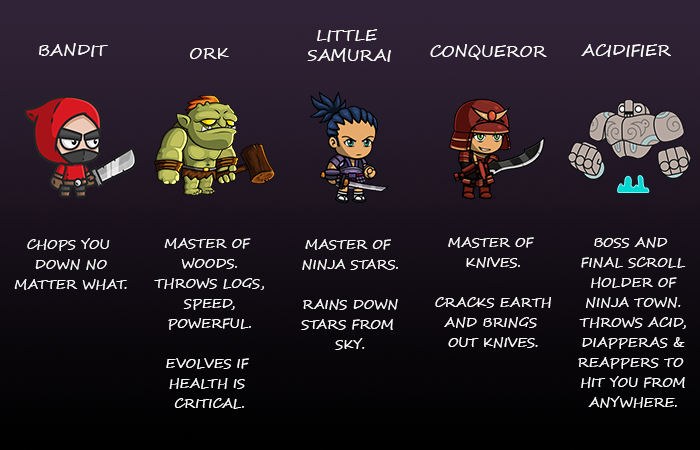 BANDIT
CHOPS YOU
DOWN NO
MATTER WHAT.
ORK
MASTER OF
WOODS.
THROWS LOGS,
SPEED,
POWERFUL.
EVOLVES IF
HEALTH IS
CRITICAL.
LITTLE
SAMURAI
MASTER OF
NINJA STARS.
RAINS DOWN
STARS FROM
SKY.
CONQUEROR
MASTER OF
KNIVES.
CRACKS EARTH
AND BRINGS
OUT KNIVES.
ACIDIFIER
BOSS AND
FINAL SCROLL
HOLDER OF
NINJA TOWN.
THROWS ACID,
DIAPPERAS &
REAPPERS TO
HIT YOU FROM
ANYWHERE.